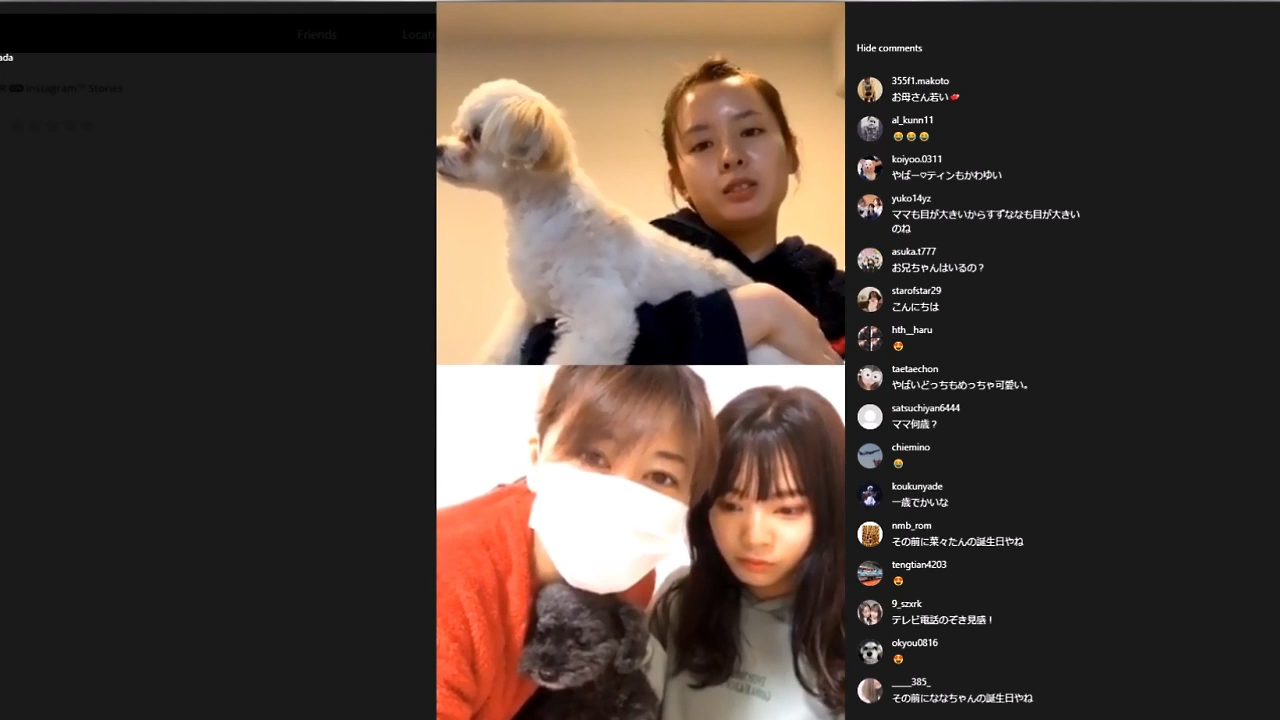 Friends
Locati
ada
Instagram™ Stories
Hide comments
355f1.makoto
お母さん若い💕
al_kunn11
😂😂😂
koiyoo.0311
やばー♡ティンもかわゆい
yuko14yz
ママも目が大きいからすずななも目が大きい
のね
asuka.t777
お兄ちゃんはいるの？
starofstar29
こんにちは
hth__haru
😍
taetaechon
やばいどっちもめっちゃ可愛い。
satsuchiyan6444
ママ何歳？
chiemino
😂
koukunyade
一歳でかいな
nmb_rom
その前に菜々たんの誕生日やね
tengtian4203
😍
9_szxrk
テレビ電話のぞき見感！
okyou0816
😍
____385_
その前にななちゃんの誕生日やね